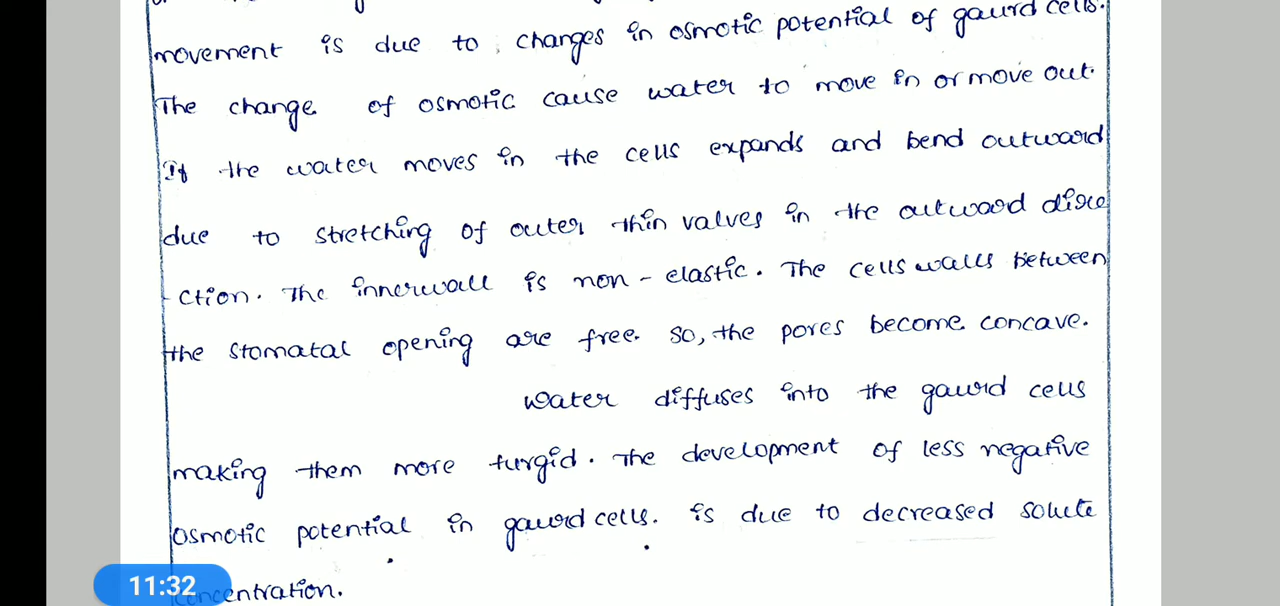 movement is due to changes in osmotic potential of gaurd cells.
The change of osmotic cause water to move in or move out.
If the water moves in the cells expands and bend outward
due to stretching of outer thin valves in the outward dire
ction. The innerwall is non-elastic. The cells walls between
the stomatal opening are free. So, the pores become concave.
Water diffuses into the gaurd cells
making them more turgid. The development of less negative
osmotic potential in gaurd cells. is due to decreased solute
concentration.
11:32